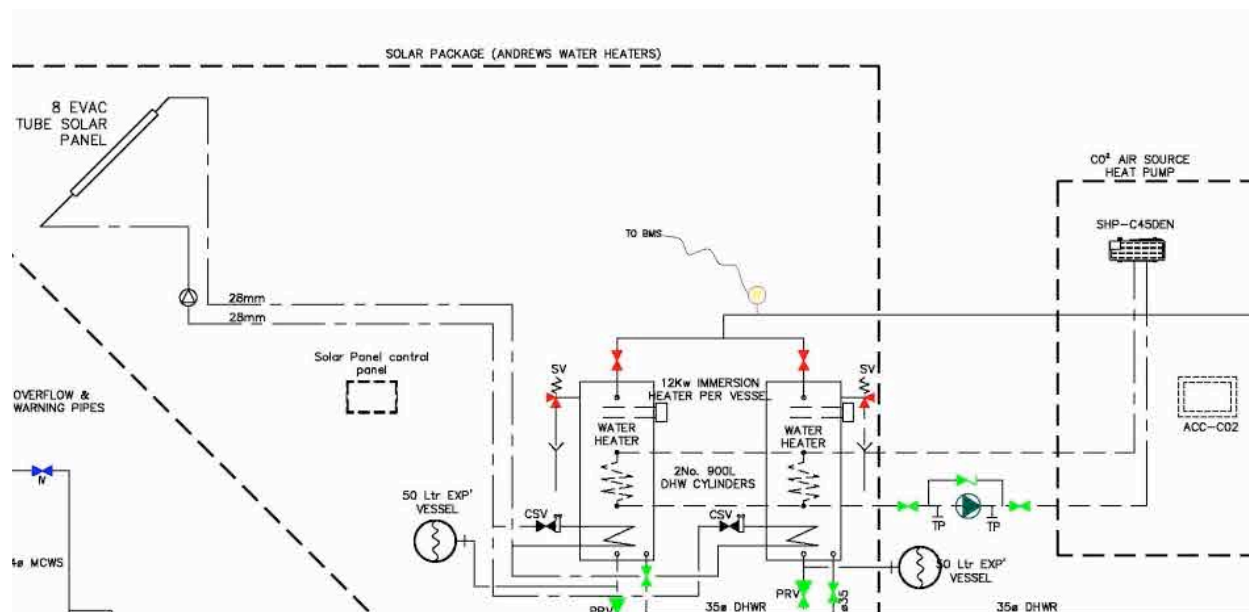 SOLAR PACKAGE (ANDREWS WATER HEATERS)
8 EVAC
TUBE SOLAR
PANEL
CO² AIR SOURCE
HEAT PUMP
SHP-C45DEN
TO BMS
28mm
28mm
Solar Panel control
panel
SV
12Kw IMMERSION
HEATER PER VESSEL
SV
OVERFLOW &
WARNING PIPES
ACC-CO2
WATER
HEATER
WATER
HEATER
IV
2No. 900L
DHW CYLINDERS
50 Ltr EXP'
VESSEL
CSV
CSV
TP
TP
4ø MCWS
50 Ltr EXP'
VESSEL
PRV
35ø DHWR
PRV
ø35
35ø DHWR